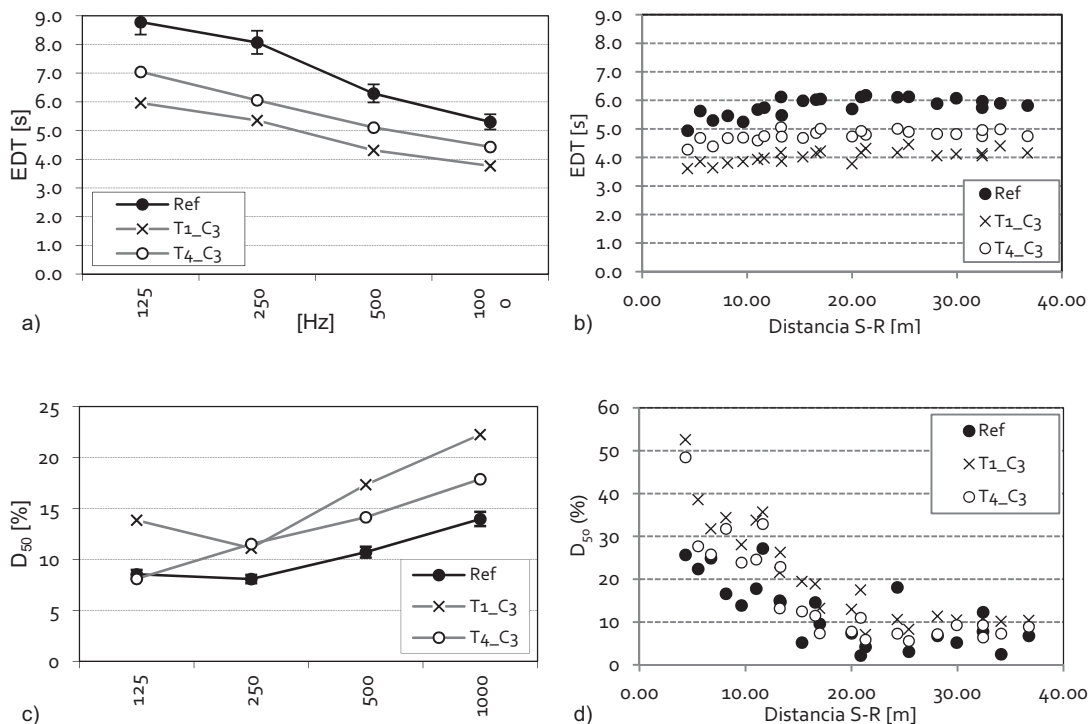 9.0
8.0
7.0
6.0
5.0
4.0
3.0
2.0
1.0
0.0
EDT [s]
Ref
T1_C3
T4_C3
125
250
500
100
0
[Hz]
a)
9.0
8.0
7.0
6.0
5.0
4.0
3.0
2.0
1.0
0.0
EDT [s]
Ref
T1_C3
T4_C3
0.00
10.00
20.00
30.00
40.00
Distancia S-R [m]
b)
25
20
15
10
5
0
D50 [%]
Ref
T1_C3
T4_C3
125
250
500
1000
c)
60
50
40
30
20
10
0
D50 (%)
Ref
T1_C3
T4_C3
0.00
10.00
20.00
30.00
40.00
Distancia S-R [m]
d)